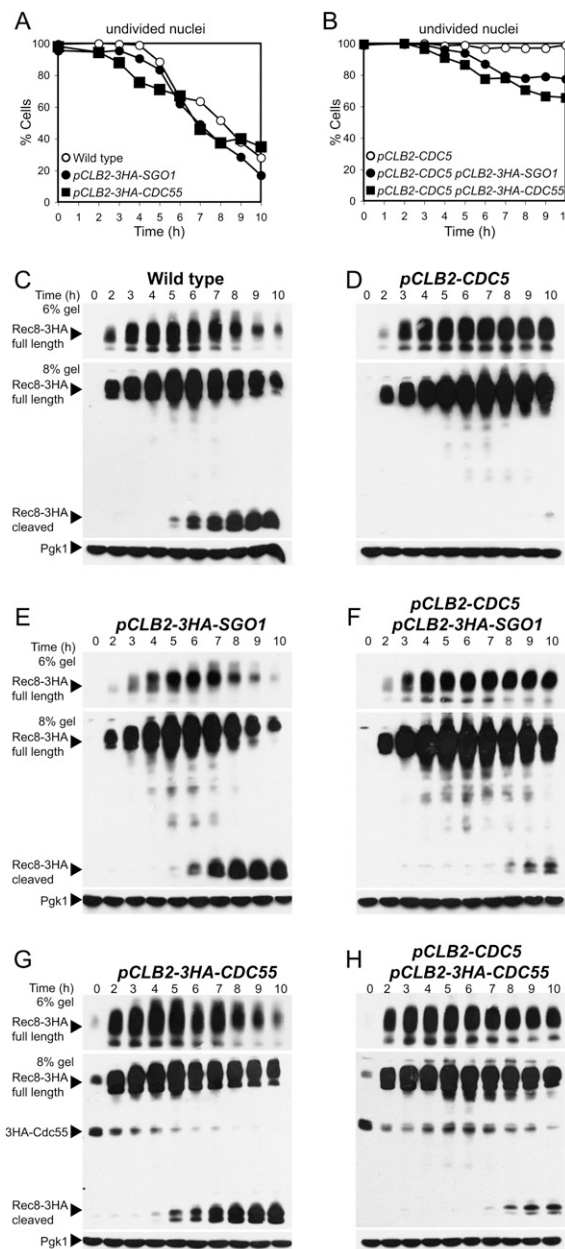 A
undivided nuclei
% Cells
100
80
60
40
20
0
Wild type
pCLB2-3HA-SGO1
pCLB2-3HA-CDC55
0 1 2 3 4 5 6 7 8 9 10
Time (h)
B
undivided nuclei
% Cells
100
80
60
40
20
0
pCLB2-CDC5
pCLB2-CDC5 pCLB2-3HA-SGO1
pCLB2-CDC5 pCLB2-3HA-CDC55
0 1 2 3 4 5 6 7 8 9 10
Time (h)
C
Wild type
Time (h) 0 2 3 4 5 6 7 8 9 10
6% gel
Rec8-3HA
full length
8% gel
Rec8-3HA
full length
Rec8-3HA
cleaved
Pgk1
D
pCLB2-CDC5
0 2 3 4 5 6 7 8 9 10
E
pCLB2-3HA-SGO1
Time (h) 0 2 3 4 5 6 7 8 9 10
6% gel
Rec8-3HA
full length
8% gel
Rec8-3HA
full length
Rec8-3HA
cleaved
Pgk1
F
pCLB2-CDC5
pCLB2-3HA-SGO1
0 2 3 4 5 6 7 8 9 10
G
pCLB2-3HA-CDC55
Time (h) 0 2 3 4 5 6 7 8 9 10
6% gel
Rec8-3HA
full length
8% gel
Rec8-3HA
full length
3HA-Cdc55
Rec8-3HA
cleaved
Pgk1
H
pCLB2-CDC5
pCLB2-3HA-CDC55
0 2 3 4 5 6 7 8 9 10